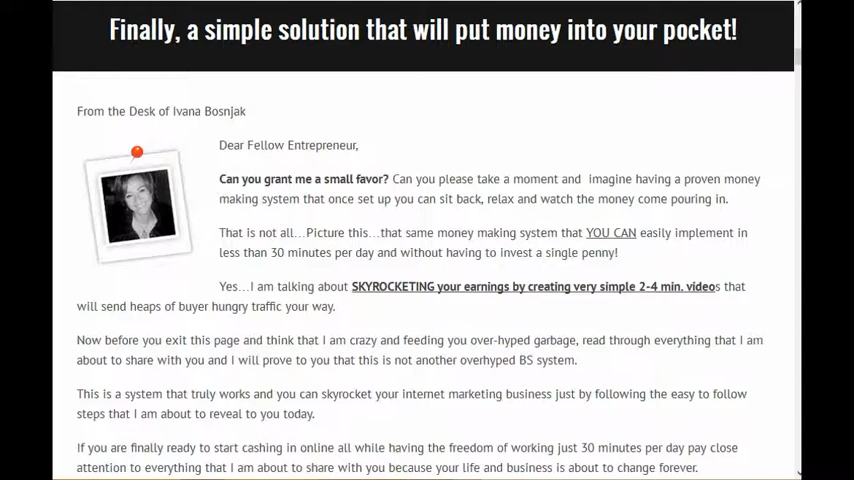 Finally, a simple solution that will put money into your pocket!
From the Desk of Ivana Bosnjak
Dear Fellow Entrepreneur,
Can you grant me a small favor? Can you please take a moment and imagine having a proven money
making system that once set up you can sit back, relax and watch the money come pouring in.
That is not all…Picture this…that same money making system that YOU CAN easily implement in
less than 30 minutes per day and without having to invest a single penny!
Yes…I am talking about SKYROCKETING your earnings by creating very simple 2-4 min. videos that
will send heaps of buyer hungry traffic your way.
Now before you exit this page and think that I am crazy and feeding you over-hyped garbage, read through everything that I am
about to share with you and I will prove to you that this is not another overhyped BS system.
This is a system that truly works and you can skyrocket your internet marketing business just by following the easy to follow
steps that I am about to reveal to you today.
If you are finally ready to start cashing in online all while having the freedom of working just 30 minutes per day pay close
attention to everything that I am about to share with you because your life and business is about to change forever.